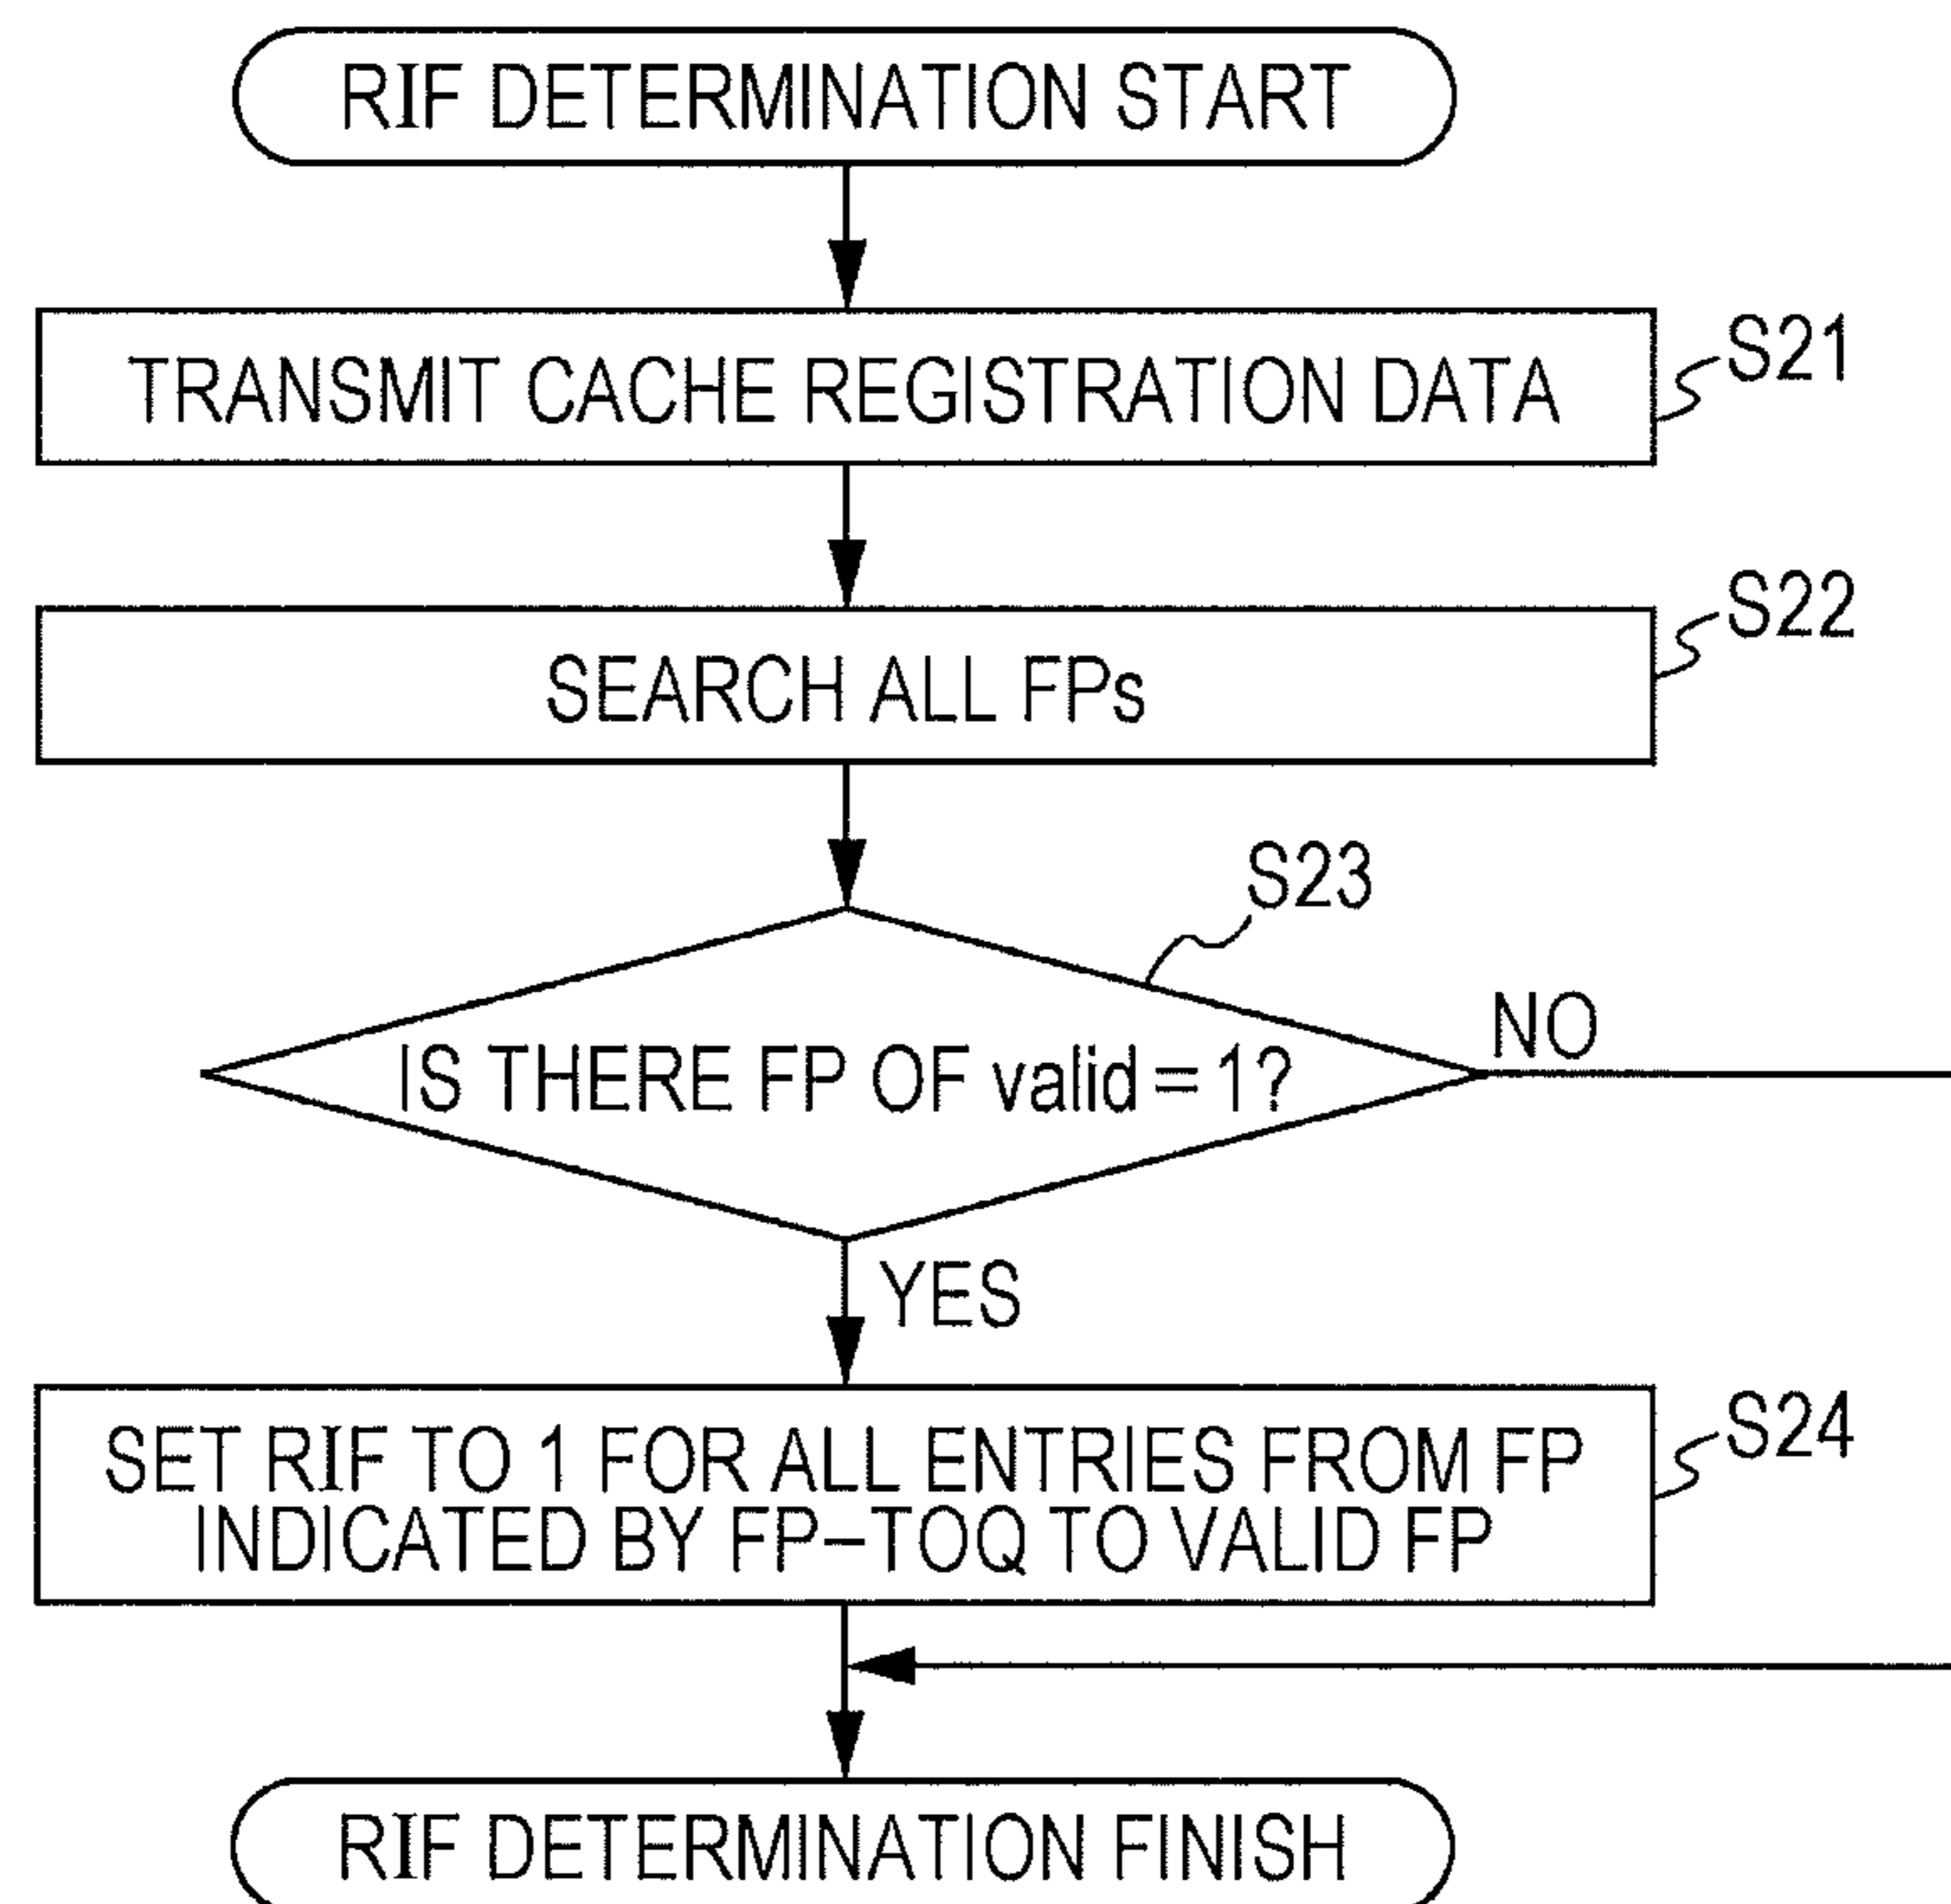 RIF DETERMINATION START
TRANSMIT CACHE REGISTRATION DATA
S21
SEARCH ALL FPs
S22
S23
IS THERE FP OF valid=1?
NO
YES
SET RIF TO 1 FOR ALL ENTRIES FROM FP
INDICATED BY FP-TOQ TO VALID FP
S24
RIF DETERMINATION FINISH